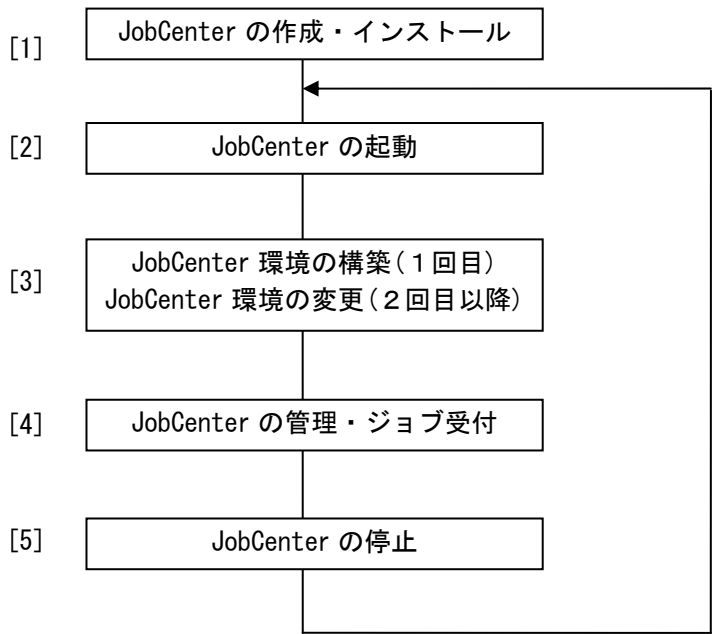 [1] JobCenter の作成・インストール
[2] JobCenter の起動
[3] JobCenter 環境の構築(1回目)
JobCenter 環境の変更(2回目以降)
[4] JobCenter の管理・ジョブ受付
[5] JobCenter の停止